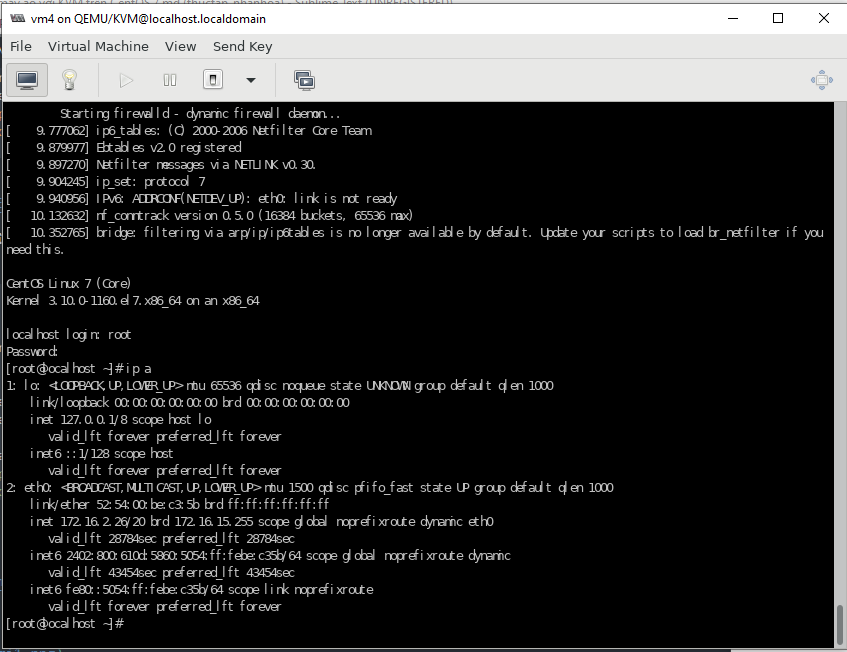 vm4 on QEMU/KVM@localhost.localdomain
File Virtual Machine View Send Key
Starting firewalld - dynamic firewall daemon...
[ 9.777062] ip6_tables: (C) 2000-2006 Netfilter Core Team
[ 9.879977] Ebtables v2.0 registered
[ 9.897270] Netfilter messages via NETLINK v0.30.
[ 9.904245] ip_set: protocol 7
[ 9.940956] IPv6: ADDRCONF(NETDEV_UP): eth0: link is not ready
[ 10.132632] nf_conntrack version 0.5.0 (16384 buckets, 65536 max)
[ 10.352765] bridge: filtering via arp/ip/ip6tables is no longer available by default. Update your scripts to load br_netfilter if you
need this.
CentOS Linux 7 (Core)
Kernel 3.10.0-1160.el7.x86_64 on an x86_64
localhost login: root
Password:
[root@localhost ~]# ip a
1: lo: <LOOPBACK,UP,LOWER_UP> mtu 65536 qdisc noqueue state UNKNOWN group default qlen 1000
link/loopback 00:00:00:00:00:00 brd 00:00:00:00:00:00
inet 127.0.0.1/8 scope host lo
valid_lft forever preferred_lft forever
inet6 ::1/128 scope host
valid_lft forever preferred_lft forever
2: eth0: <BROADCAST,MULTICAST,UP,LOWER_UP> mtu 1500 qdisc pfifo_fast state UP group default qlen 1000
link/ether 52:54:00:be:c3:5b brd ff:ff:ff:ff:ff:ff
inet 172.16.2.26/20 brd 172.16.15.255 scope global noprefixroute dynamic eth0
valid_lft 28784sec preferred_lft 28784sec
inet6 2402:800:610d:5860:5054:ff:febe:c35b/64 scope global noprefixroute dynamic
valid_lft 43454sec preferred_lft 43454sec
inet6 fe80::5054:ff:febe:c35b/64 scope link noprefixroute
valid_lft forever preferred_lft forever
[root@localhost ~]#